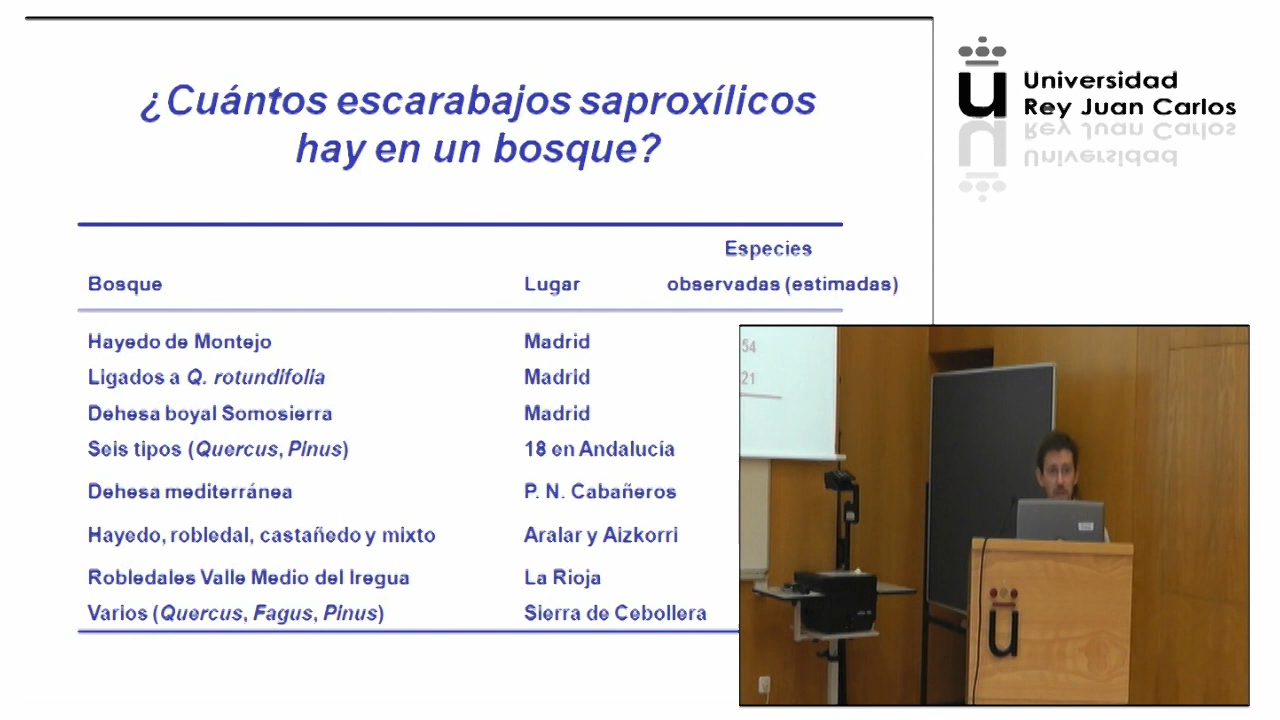 ¿Cuántos escarabajos saproxílicos
hay en un bosque?
Universidad
Rey Juan Carlos
Especies
Bosque Lugar observadas (estimadas)
Hayedo de Montejo Madrid
Ligados a Q. rotundifolia Madrid
Dehesa boyal Somosierra Madrid
Seis tipos (Quercus, Pinus) 18 en Andalucía
Dehesa mediterránea P. N. Cabañeros
Hayedo, robledal, castañedo y mixto Aralar y Aizkorri
Robledales Valle Medio del Iregua La Rioja
Varios (Quercus, Fagus, Pinus) Sierra de Cebollera
54
21